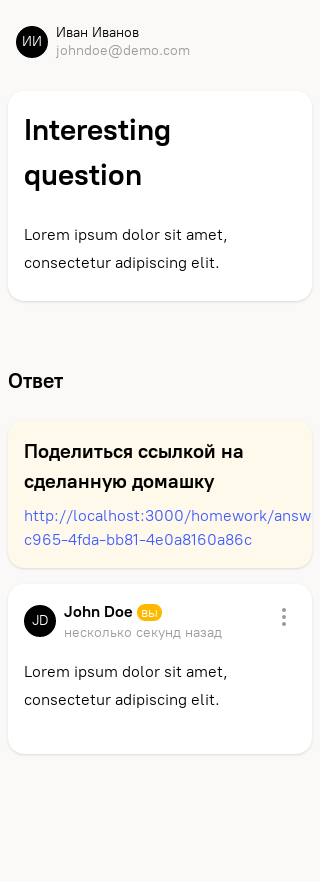 ИИ
Иван Иванов
johndoe@demo.com
Interesting
question
Lorem ipsum dolor sit amet,
consectetur adipiscing elit.
Ответ
Поделиться ссылкой на
сделанную домашку
http://localhost:3000/homework/answ
c965-4fda-bb81-4e0a8160a86c
JD
John Doe вы
несколько секунд назад
Lorem ipsum dolor sit amet,
consectetur adipiscing elit.